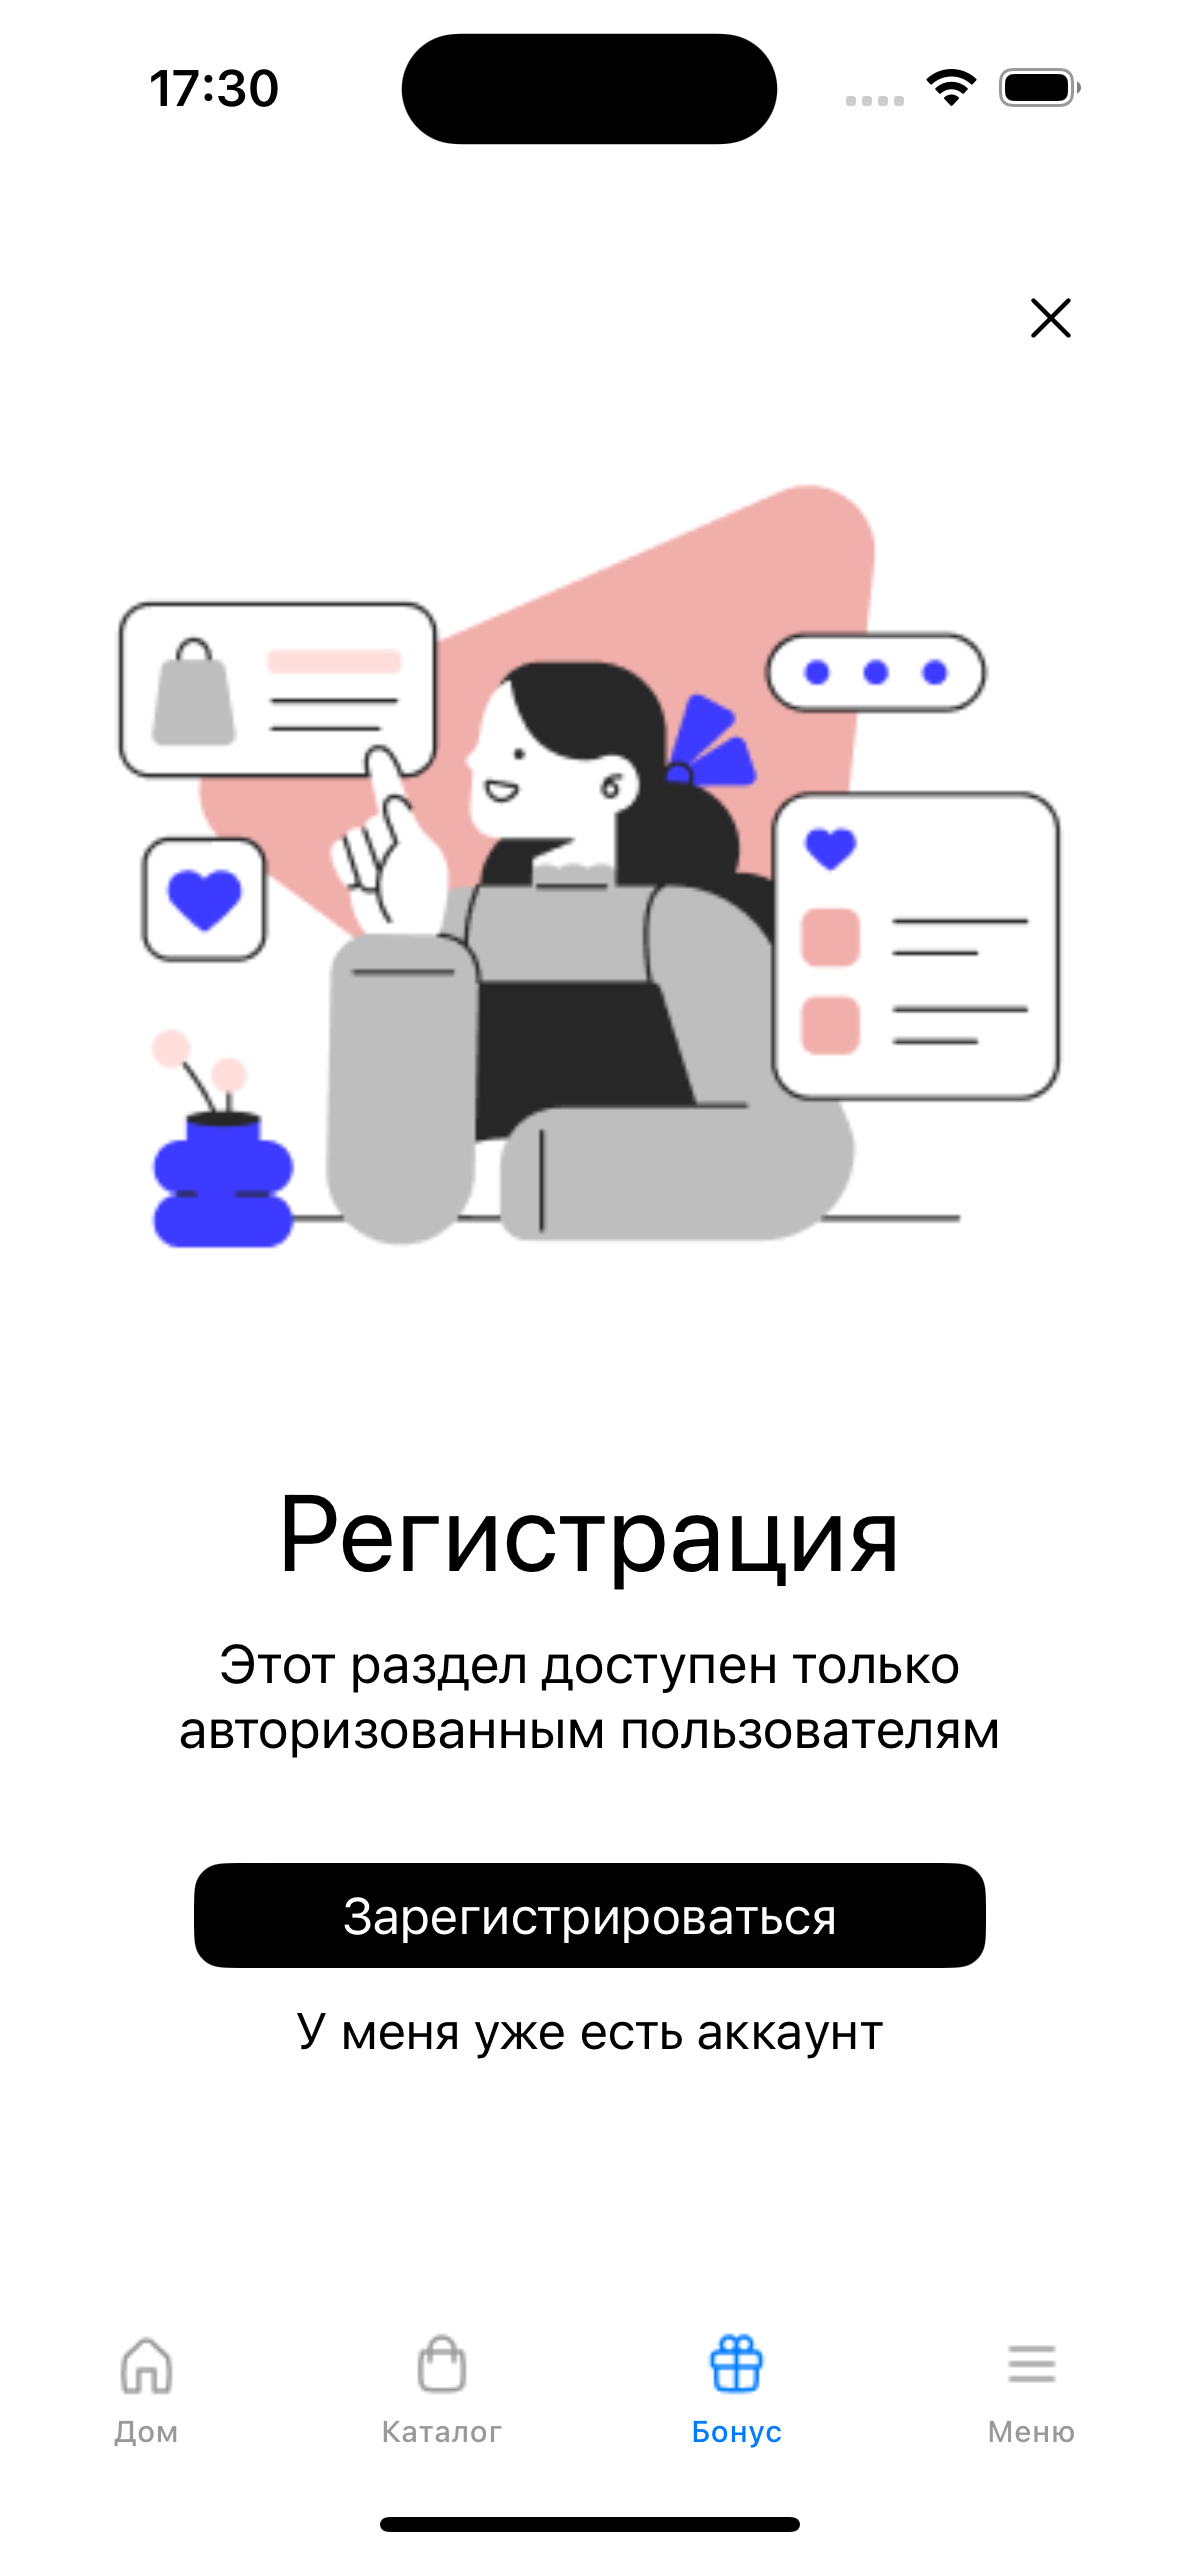 17:30
Регистрация
Этот раздел доступен только
авторизованным пользователям
Зарегистрироваться
У меня уже есть аккаунт
Дом
Каталог
Бонус
Меню